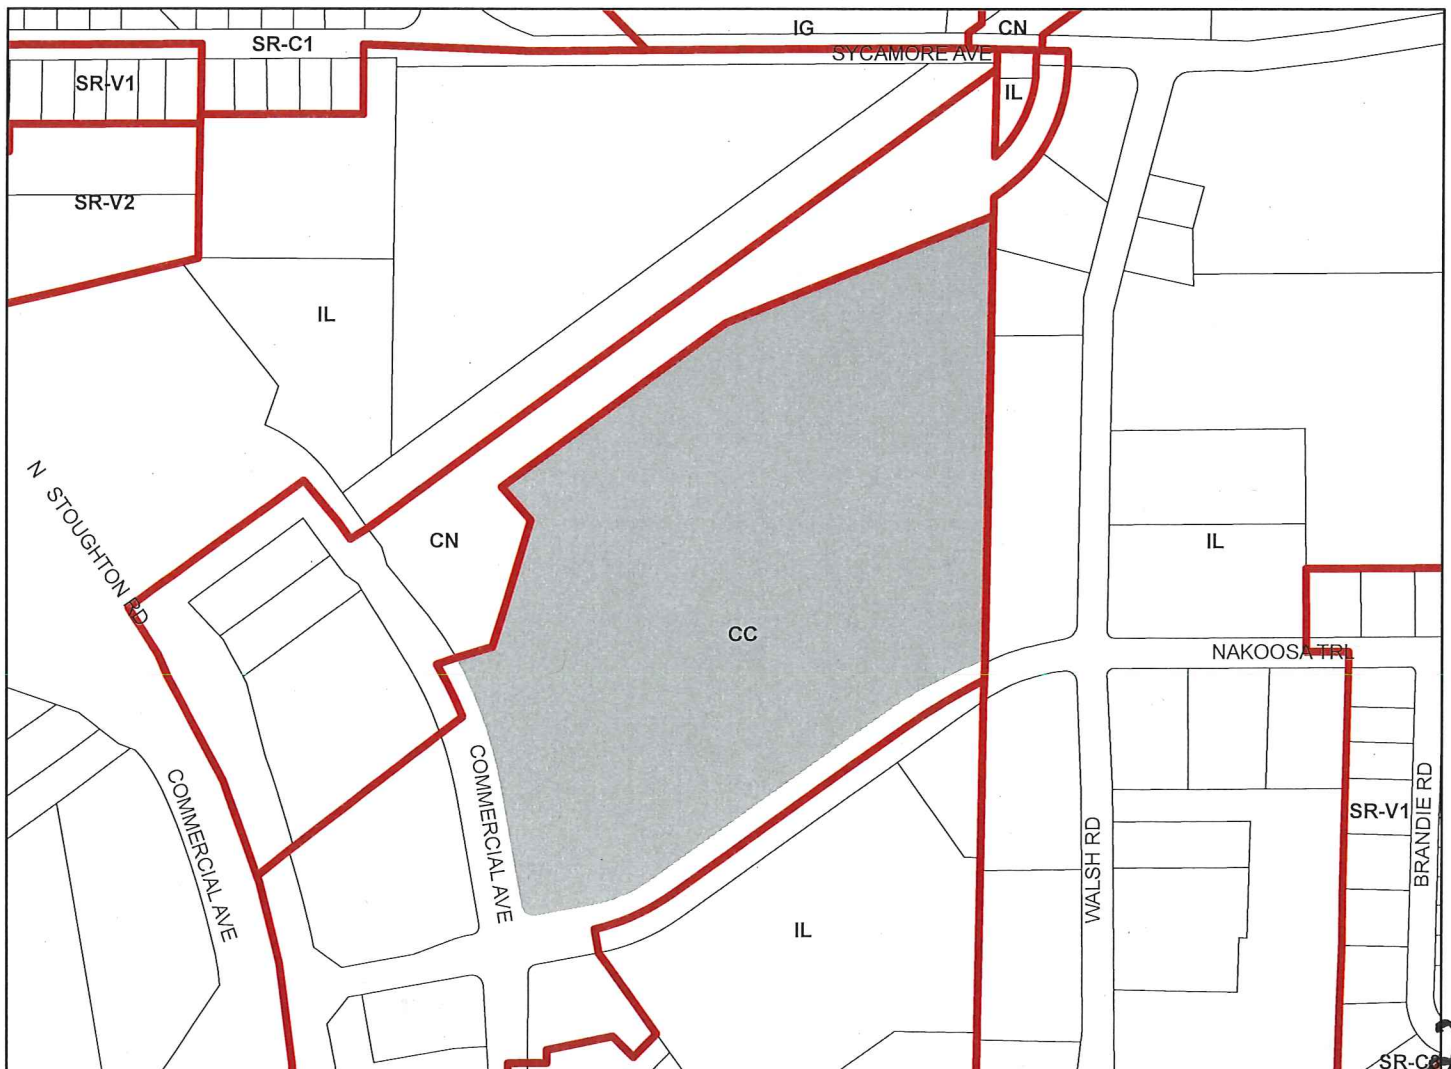 IG
CN
SR-C1
SYCAMORE AVE
SR-V1
IL
SR-V2
IL
N STOUGHTON RD
CN
IL
CC
NAKOOSA TRL
COMMERCIAL AVE
COMMERCIAL AVE
SR-V1
BRANDIE RD
WALSH RD
IL